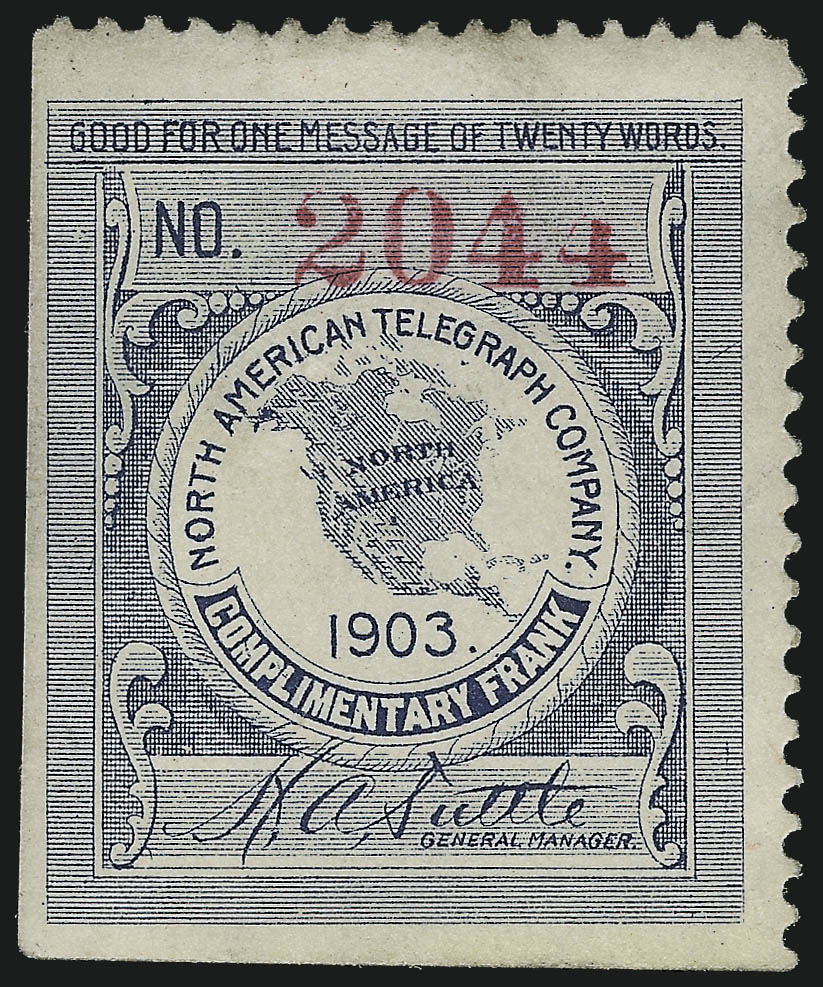 GOOD FOR ONE MESSAGE OF TWENTY WORDS.
NO. 2044
NORTH AMERICAN TELEGRAPH COMPANY.
NORTH
AMERICA
1903.
COMPLIMENTARY FRANK
H. A. Tuttle
GENERAL MANAGER.